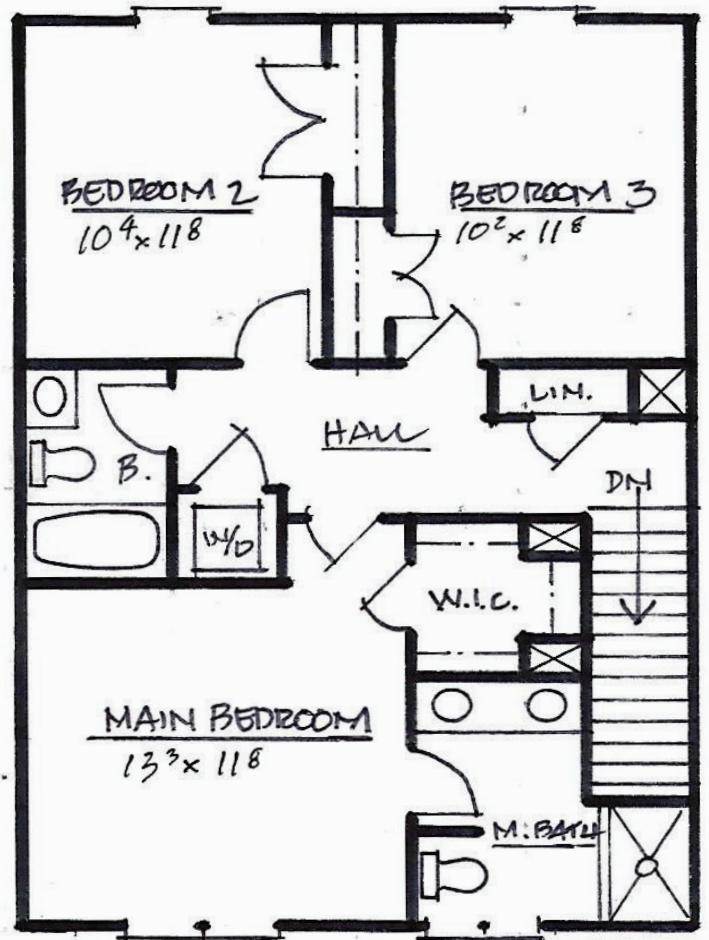 BEDROOM 2
10⁴ x 11⁸
BEDROOM 3
10² x 11⁸
LIN.
HALL
B.
DN
W/D
W.I.C.
MAIN BEDROOM
13³ x 11⁸
M. BATH